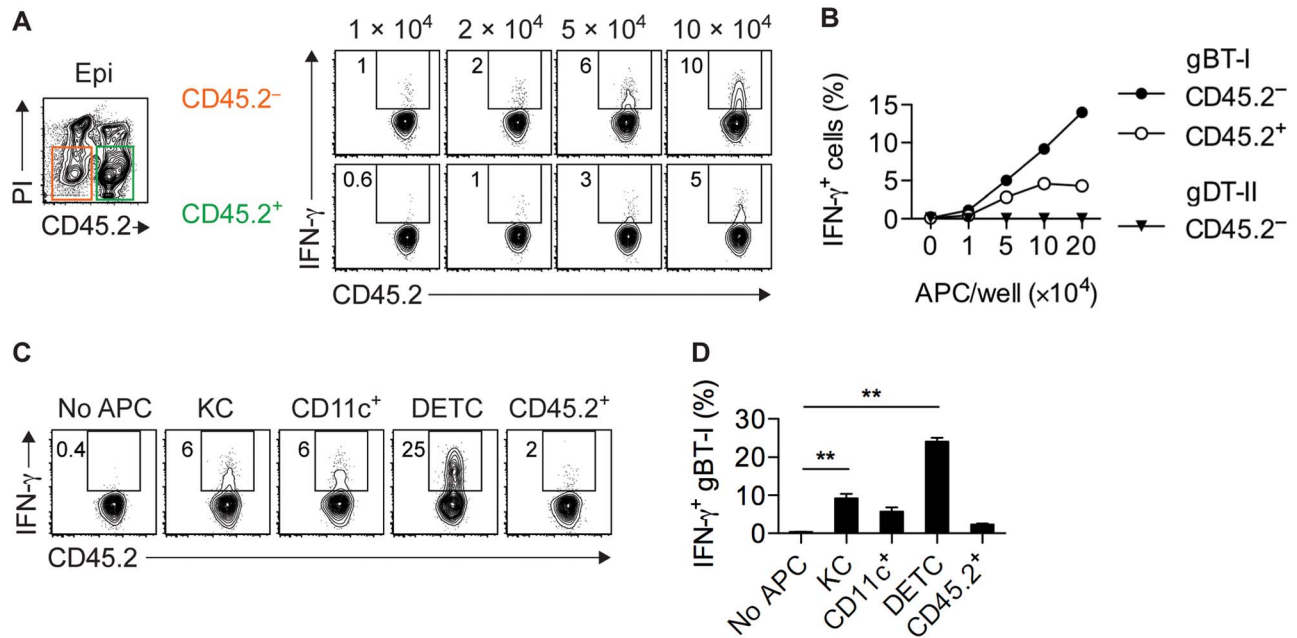 A
1 × 10⁴ 2 × 10⁴ 5 × 10⁴ 10 × 10⁴
Epi
PI
CD45.2
CD45.2⁻
CD45.2⁺
1 2 6 10
0.6 1 3 5
IFN-γ
CD45.2
B
IFN-γ⁺ cells (%)
15
10
5
0
0 1 5 10 20
APC/well (×10⁴)
gBT-I
CD45.2⁻
CD45.2⁺
gDT-II
CD45.2⁻
C
No APC KC CD11c⁺ DETC CD45.2⁺
0.4 6 6 25 2
IFN-γ
CD45.2
D
IFN-γ⁺ gBT-I (%)
30
20
10
0
**
**
No APC
KC
CD11c⁺
DETC
CD45.2⁺